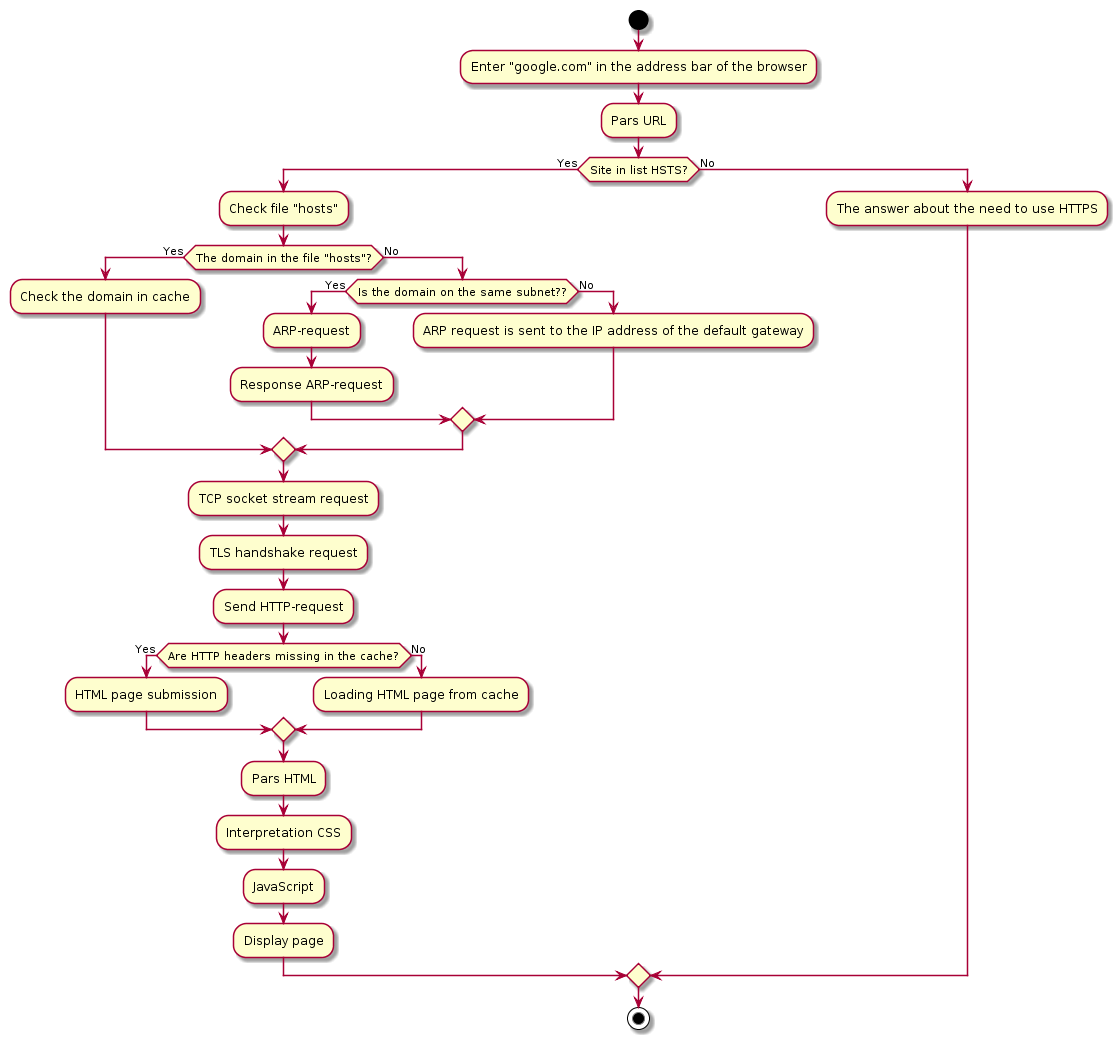 Enter "google.com" in the address bar of the browser
Pars URL
Yes
Site in list HSTS?
No
Check file "hosts"
The answer about the need to use HTTPS
Yes
The domain in the file "hosts"?
No
Check the domain in cache
Yes
Is the domain on the same subnet??
No
ARP-request
ARP request is sent to the IP address of the default gateway
Response ARP-request
TCP socket stream request
TLS handshake request
Send HTTP-request
Yes
Are HTTP headers missing in the cache?
No
HTML page submission
Loading HTML page from cache
Pars HTML
Interpretation CSS
JavaScript
Display page